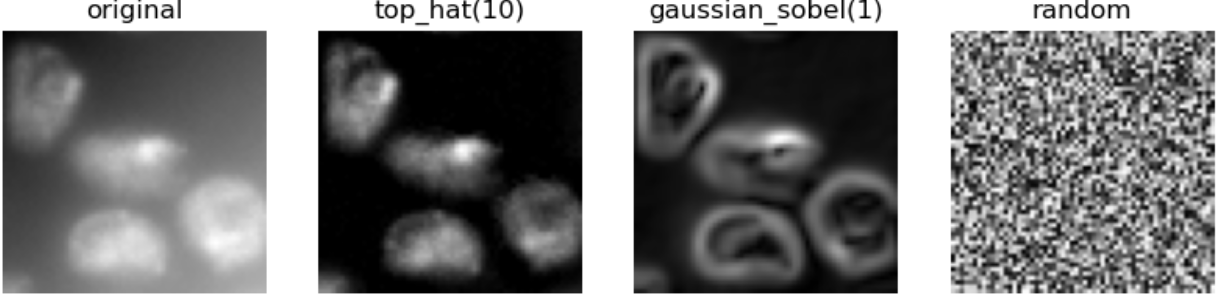 original top_hat(10) gaussian_sobel(1) random